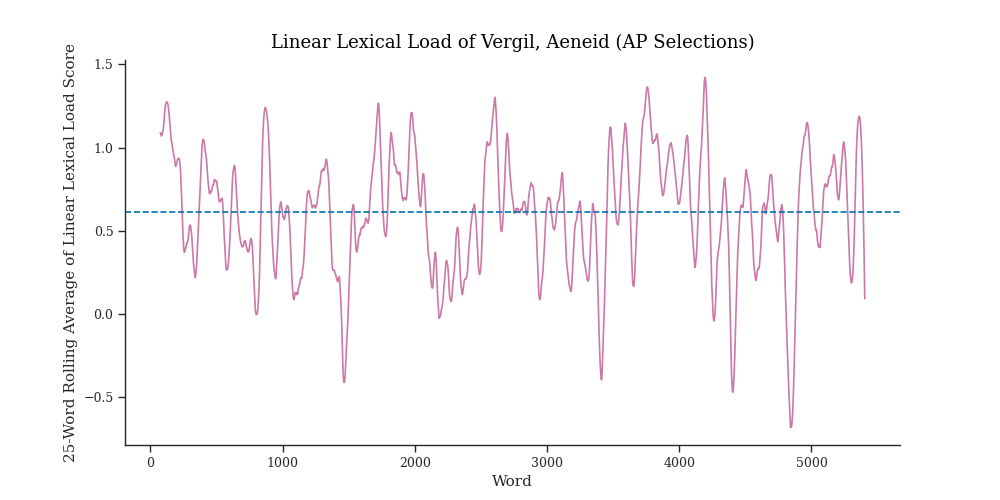 Linear Lexical Load of Vergil, Aeneid (AP Selections)
25-Word Rolling Average of Linear Lexical Load Score
1.5
1.0
0.5
0.0
−0.5
0 1000 2000 3000 4000 5000
Word